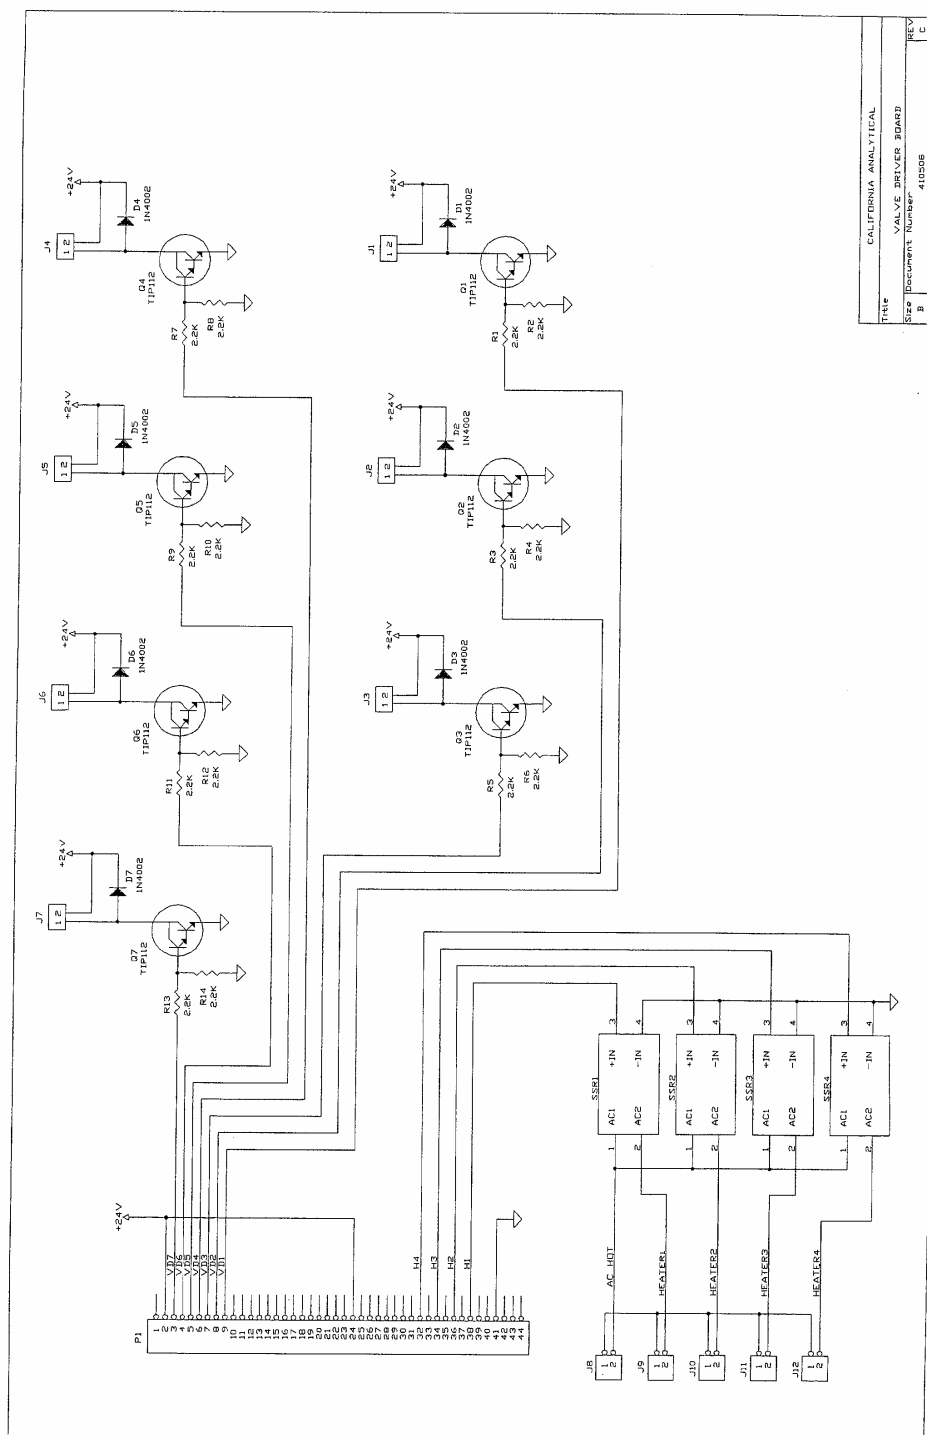 P1
1
2
3
4
5
6
7
8
9
10
11
12
13
14
15
16
17
18
19
20
21
22
23
24
25
26
27
28
29
30
31
32
33
34
35
36
37
38
39
40
41
42
43
44
+24V
VD7
VD6
VD5
VD4
VD3
VD2
VD1
H4
H3
H2
H1
J7
1 2
+24V
D7
1N4002
Q7
TIP112
R13
2.2K
R14
2.2K
J6
1 2
+24V
D6
1N4002
Q6
TIP112
R11
2.2K
R12
2.2K
J5
1 2
+24V
D5
1N4002
Q5
TIP112
R9
2.2K
R10
2.2K
J4
1 2
+24V
D4
1N4002
Q4
TIP112
R7
2.2K
R8
2.2K
J3
1 2
+24V
D3
1N4002
Q3
TIP112
R5
2.2K
R6
2.2K
J2
1 2
+24V
D2
1N4002
Q2
TIP112
R3
2.2K
R4
2.2K
J1
1 2
+24V
D1
1N4002
Q1
TIP112
R1
2.2K
R2
2.2K
J8
1
2
AC HOT
J9
1
2
HEATER1
J10
1
2
HEATER2
J11
1
2
HEATER3
J12
1
2
HEATER4
SSR1
1 AC1 +IN 3
2 AC2 -IN 4
SSR2
1 AC1 +IN 3
2 AC2 -IN 4
SSR3
1 AC1 +IN 3
2 AC2 -IN 4
SSR4
1 AC1 +IN 3
2 AC2 -IN 4
CALIFORNIA ANALYTICAL
Title
VALVE DRIVER BOARD
Size Document Number REV
B 410506 C